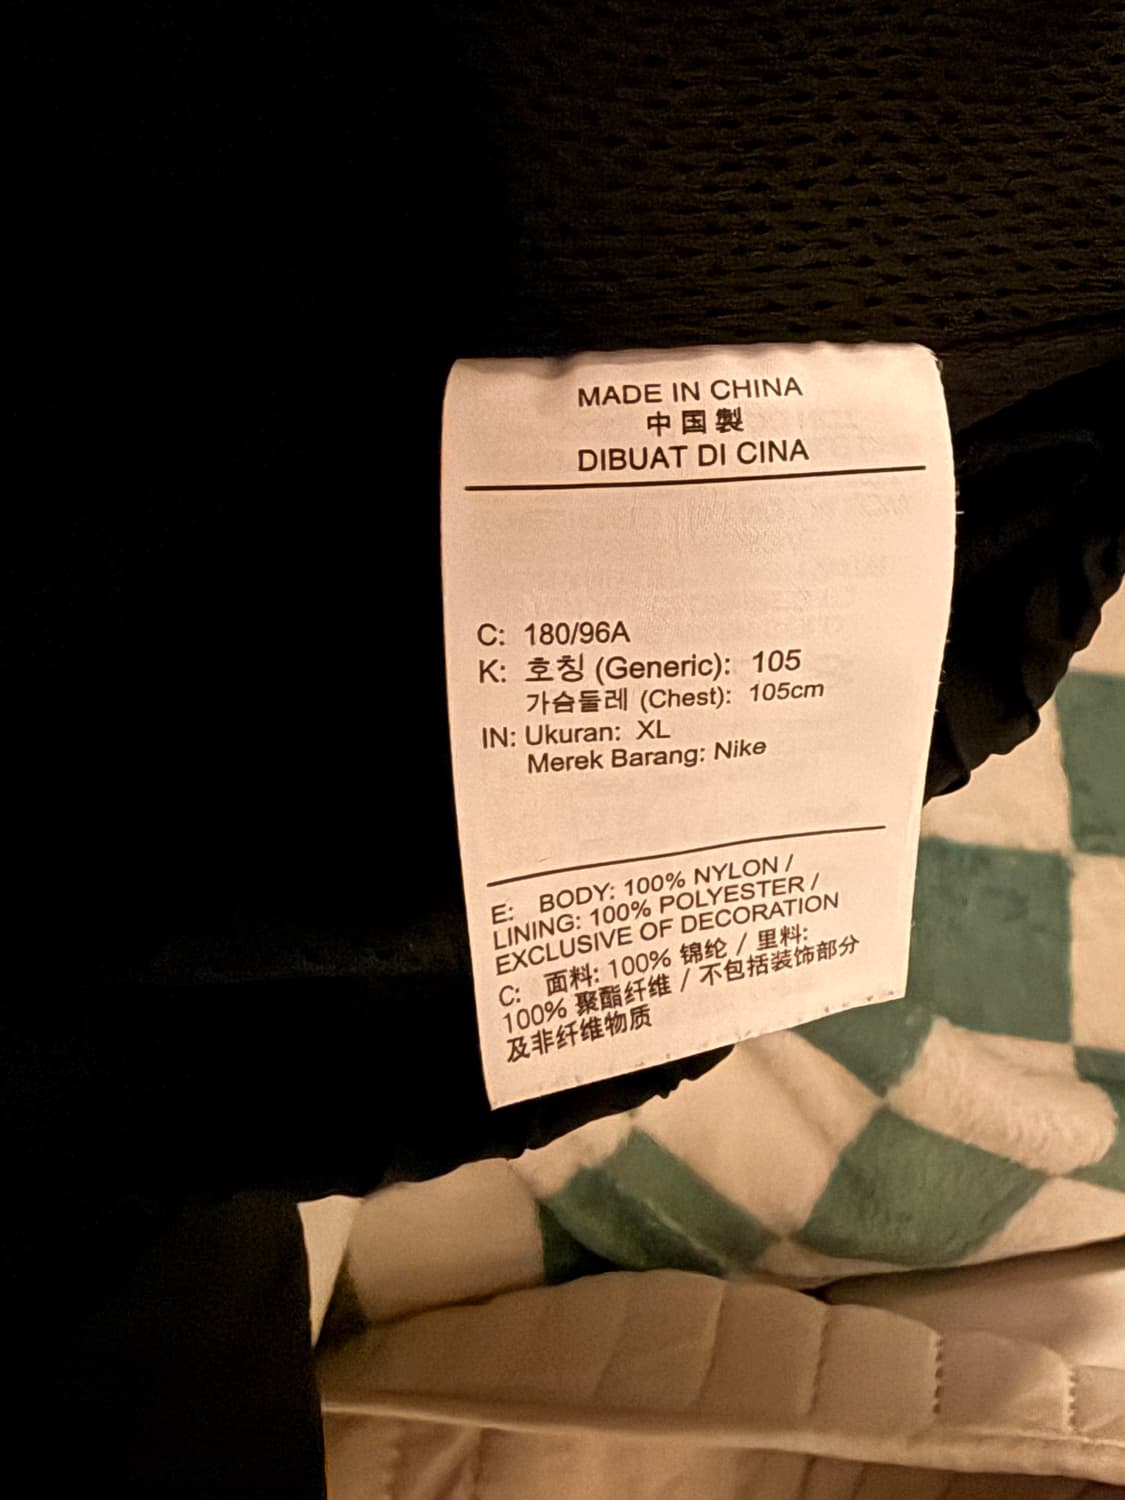 MADE IN CHINA
中国製
DIBUAT DI CINA
C: 180/96A
K: 호칭 (Generic): 105
가슴둘레 (Chest): 105cm
IN: Ukuran: XL
Merek Barang: Nike
E: BODY: 100% NYLON /
LINING: 100% POLYESTER /
EXCLUSIVE OF DECORATION
C: 面料: 100% 锦纶 / 里料:
100% 聚酯纤维 / 不包括装饰部分
及非纤维物质